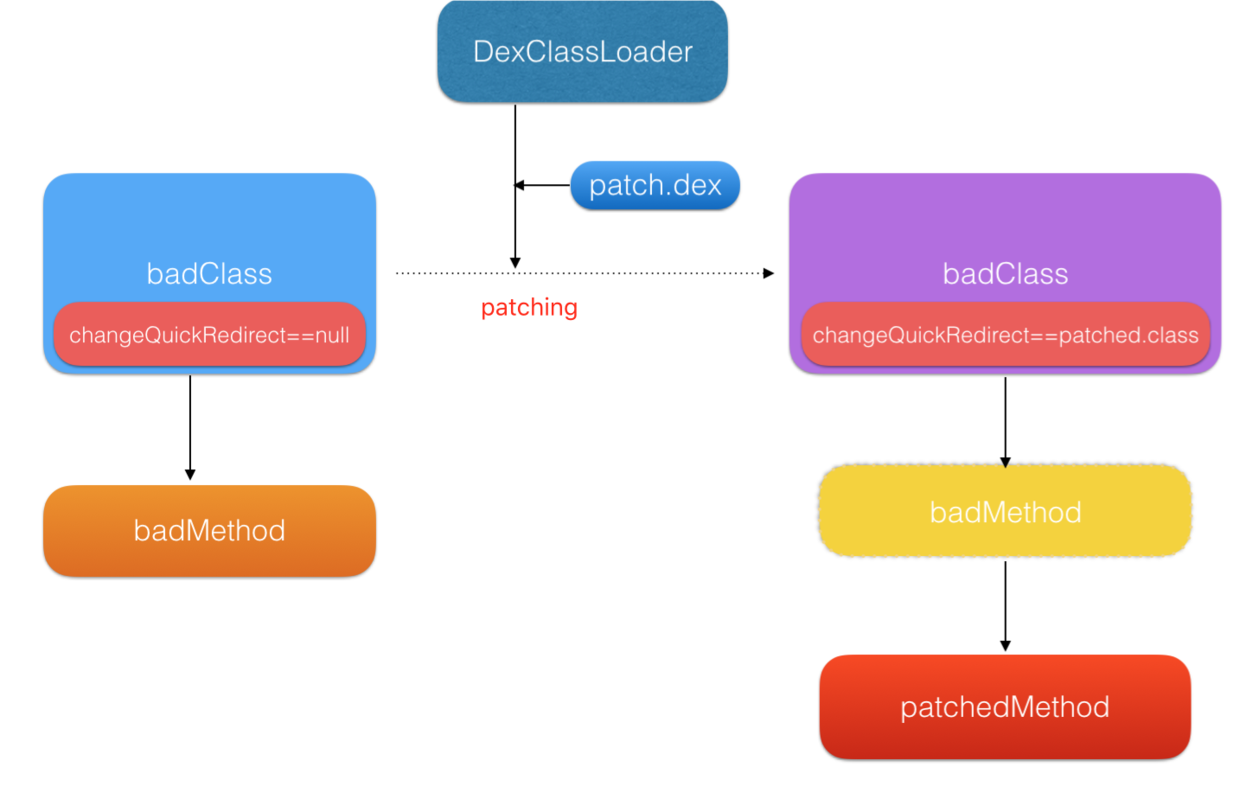 DexClassLoader
patch.dex
badClass
changeQuickRedirect==null
patching
badClass
changeQuickRedirect==patched.class
badMethod
badMethod
patchedMethod